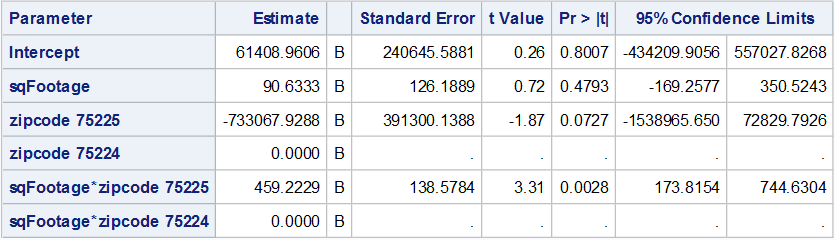 Parameter Estimate Standard Error t Value Pr > |t| 95% Confidence Limits
Intercept 61408.9606 B 240645.5881 0.26 0.8007 -434209.9056 557027.8268
sqFootage 90.6333 B 126.1889 0.72 0.4793 -169.2577 350.5243
zipcode 75225 -733067.9288 B 391300.1388 -1.87 0.0727 -1538965.650 72829.7926
zipcode 75224 0.0000 B . . . . .
sqFootage*zipcode 75225 459.2229 B 138.5784 3.31 0.0028 173.8154 744.6304
sqFootage*zipcode 75224 0.0000 B . . . . .